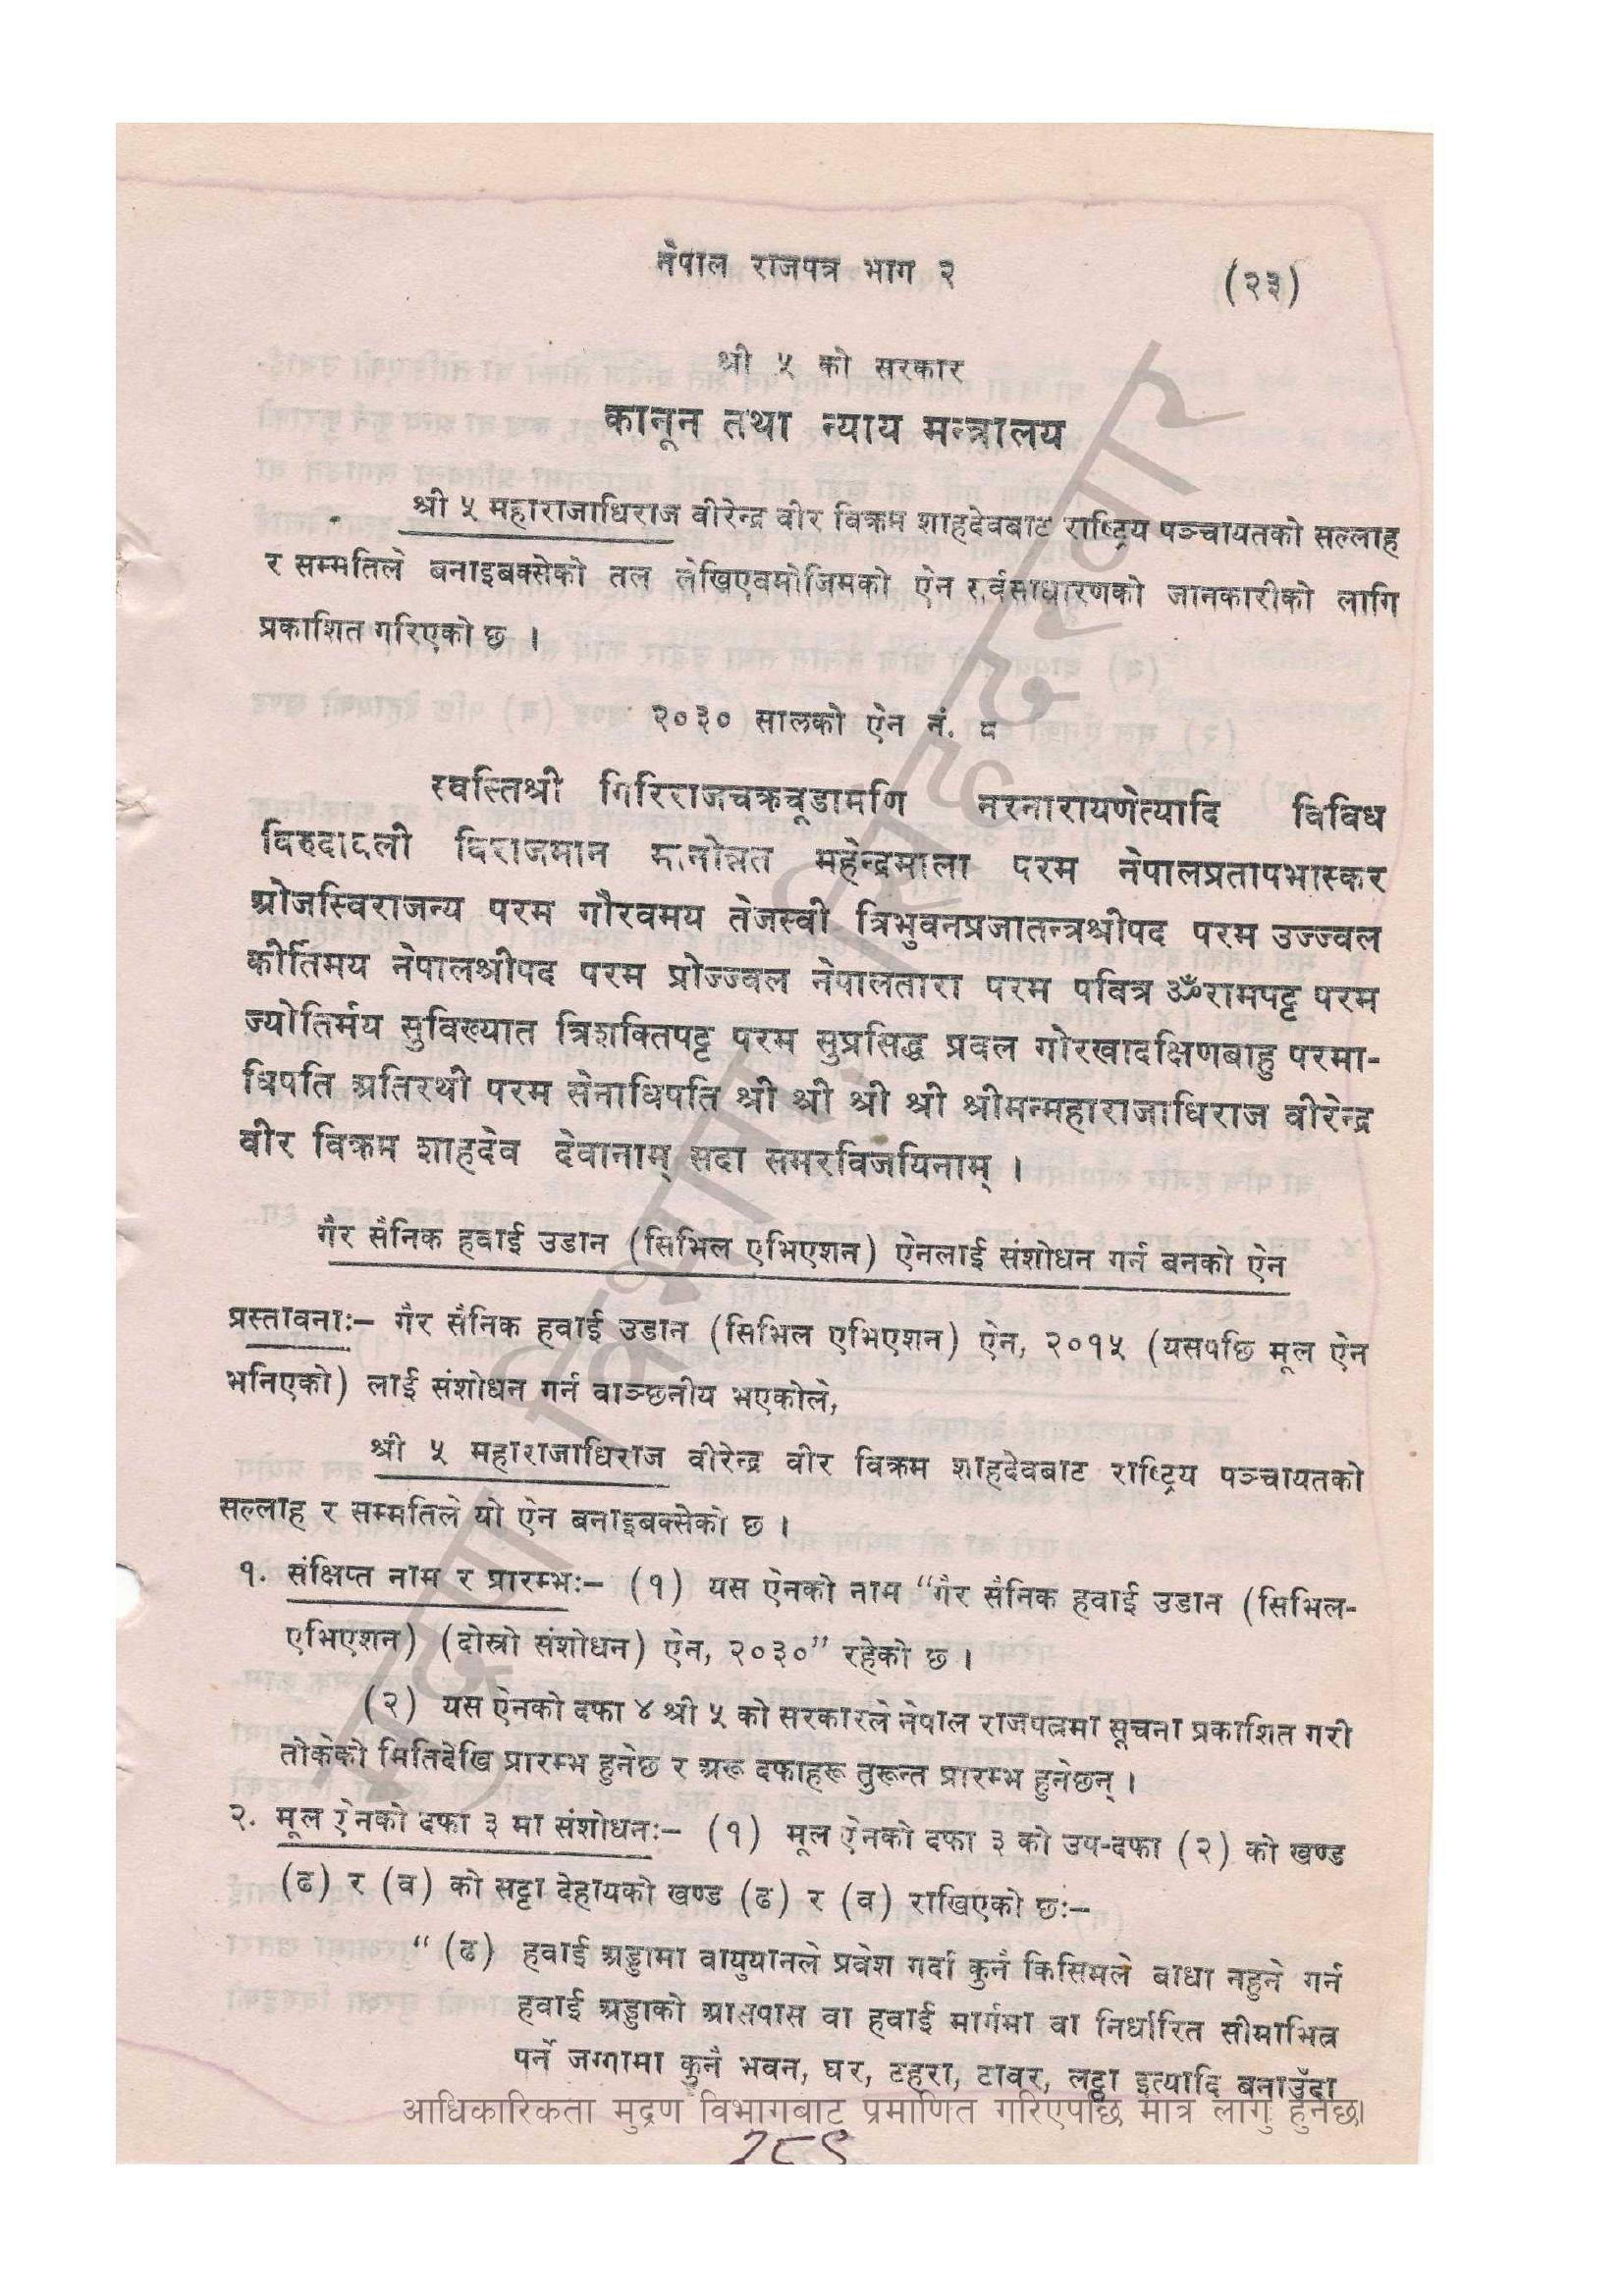 नेपाल राजपत्र भाग २
(२३)
श्री ५ को सरकार
कानून तथा न्याय मन्त्रालय
श्री ५ महाराजाधिराज वीरेन्द्र वीर विक्रम शाहदेवबाट राष्ट्रिय पञ्चायतको सल्लाह
र सम्मतिले बनाइबक्सेको तल लेखिएबमोजिमको ऐन सर्वसाधारणको जानकारीको लागि
प्रकाशित गरिएको छ ।
२०३० सालको ऐन नं. ८
स्वस्तिश्री गिरिराजचक्रचूडामणि नरनारायणेत्यादि विविध
विरुदावली विराजमान मानोन्नत महेन्द्रमाला परम नेपालप्रतापभास्कर
ओजस्विराजन्य परम गौरवमय तेजस्वी त्रिभुवनप्रजातन्त्रश्रीपद परम उज्ज्वल
कीर्तिमय नेपालश्रीपद परम प्रोज्ज्वल नेपालतारा परम पवित्र ॐरामपट्ट परम
ज्योतिर्मय सुविख्यात त्रिशक्तिपट्ट परम सुप्रसिद्ध प्रवल गोरखादक्षिणबाहु परमा-
धिपति अतिरथी परम सेनाधिपति श्री श्री श्री श्री श्रीमन्महाराजाधिराज वीरेन्द्र
वीर विक्रम शाहदेव देवानाम् सदा समरविजयिनाम् ।
गैर सैनिक हवाई उडान (सिभिल एभिएशन) ऐनलाई संशोधन गर्न बनेको ऐन
प्रस्तावनाः— गैर सैनिक हवाई उडान (सिभिल एभिएशन) ऐन, २०१५ (यसपछि मूल ऐन
भनिएको) लाई संशोधन गर्न वाञ्छनीय भएकोले,
श्री ५ महाराजाधिराज वीरेन्द्र वीर विक्रम शाहदेवबाट राष्ट्रिय पञ्चायतको
सल्लाह र सम्मतिले यो ऐन बनाइबक्सेको छ ।
१. संक्षिप्त नाम र प्रारम्भः— (१) यस ऐनको नाम “गैर सैनिक हवाई उडान (सिभिल-
एभिएशन) (दोस्रो संशोधन) ऐन, २०३०” रहेको छ ।
(२) यस ऐनको दफा ४ श्री ५ को सरकारले नेपाल राजपत्रमा सूचना प्रकाशित गरी
तोकेको मितिदेखि प्रारम्भ हुनेछ र अरू दफाहरू तुरून्त प्रारम्भ हुनेछन् ।
२. मूल ऐनको दफा ३ मा संशोधनः— (१) मूल ऐनको दफा ३ को उप-दफा (२) को खण्ड
(ढ) र (व) को सट्टा देहायको खण्ड (ढ) र (व) राखिएको छः—
“ (ढ) हवाई अड्डामा वायुयानले प्रवेश गर्दा कुनै किसिमले बाधा नहुने गर्न
हवाई अड्डाको आसपास वा हवाई मार्गमा वा निर्धारित सीमाभित्र
पर्ने जग्गामा कुनै भवन, घर, टहरा, टावर, लट्ठा इत्यादि बनाउँदा
आधिकारिकता मुद्रण विभागबाट प्रमाणित गरिएपछि मात्र लागु हुनेछ।
मुद्रण विभाग, सिंहदरवार